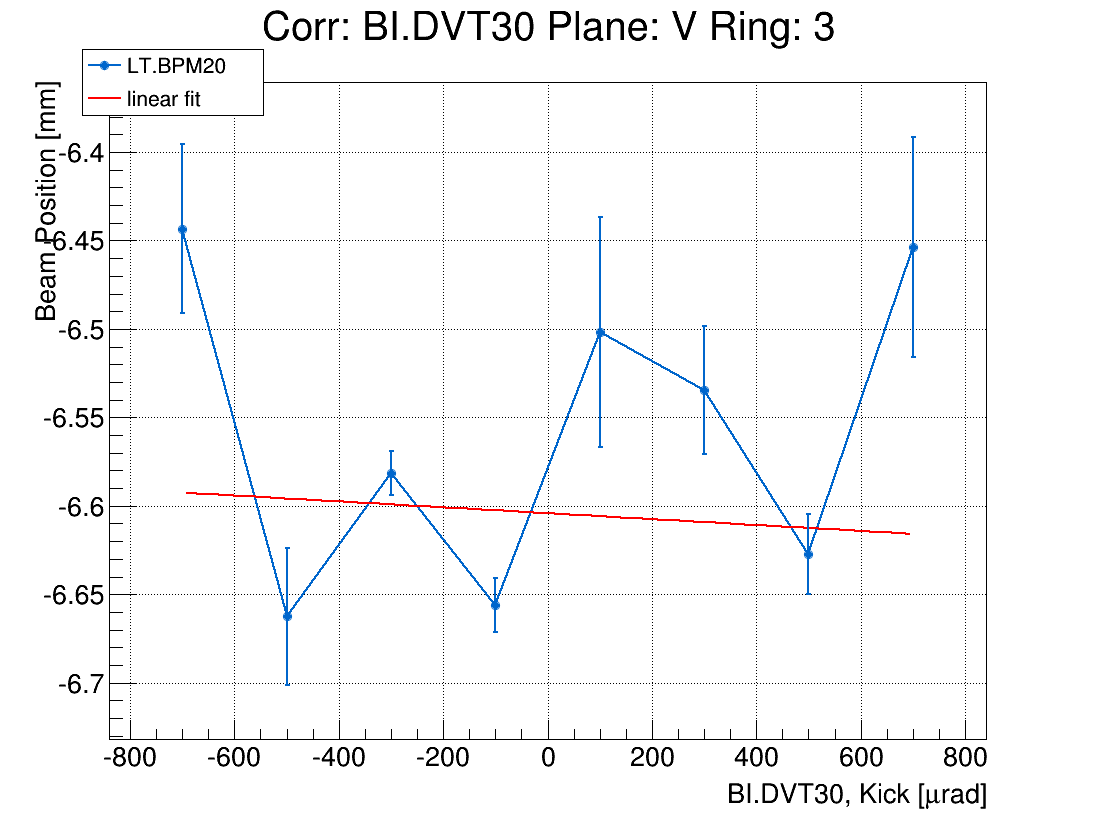 Corr: BI.DVT30 Plane: V Ring: 3
LT.BPM20
linear fit
Beam Position [mm]
-6.4
-6.45
-6.5
-6.55
-6.6
-6.65
-6.7
-800 -600 -400 -200 0 200 400 600 800
BI.DVT30, Kick [μrad]